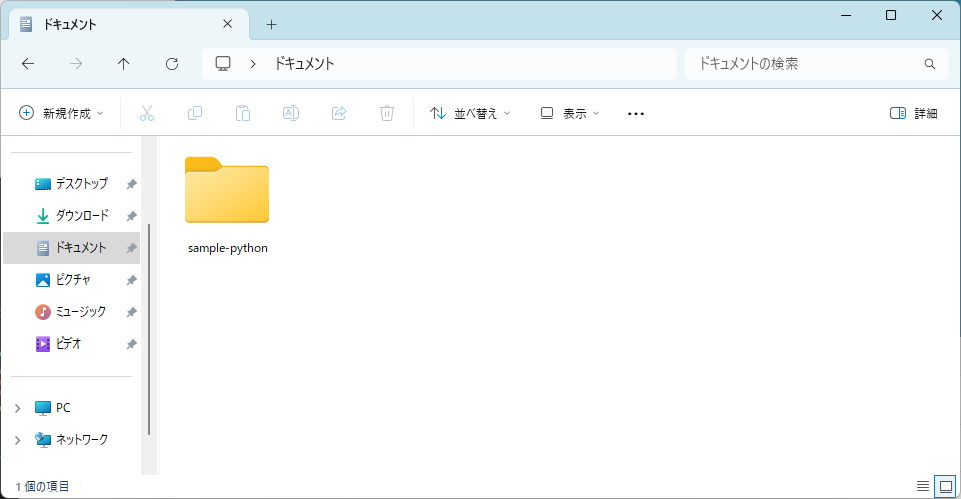 ドキュメント
ドキュメント
ドキュメントの検索
新規作成
並べ替え
表示
詳細
デスクトップ
ダウンロード
ドキュメント
ピクチャ
ミュージック
ビデオ
PC
ネットワーク
sample-python
1 個の項目